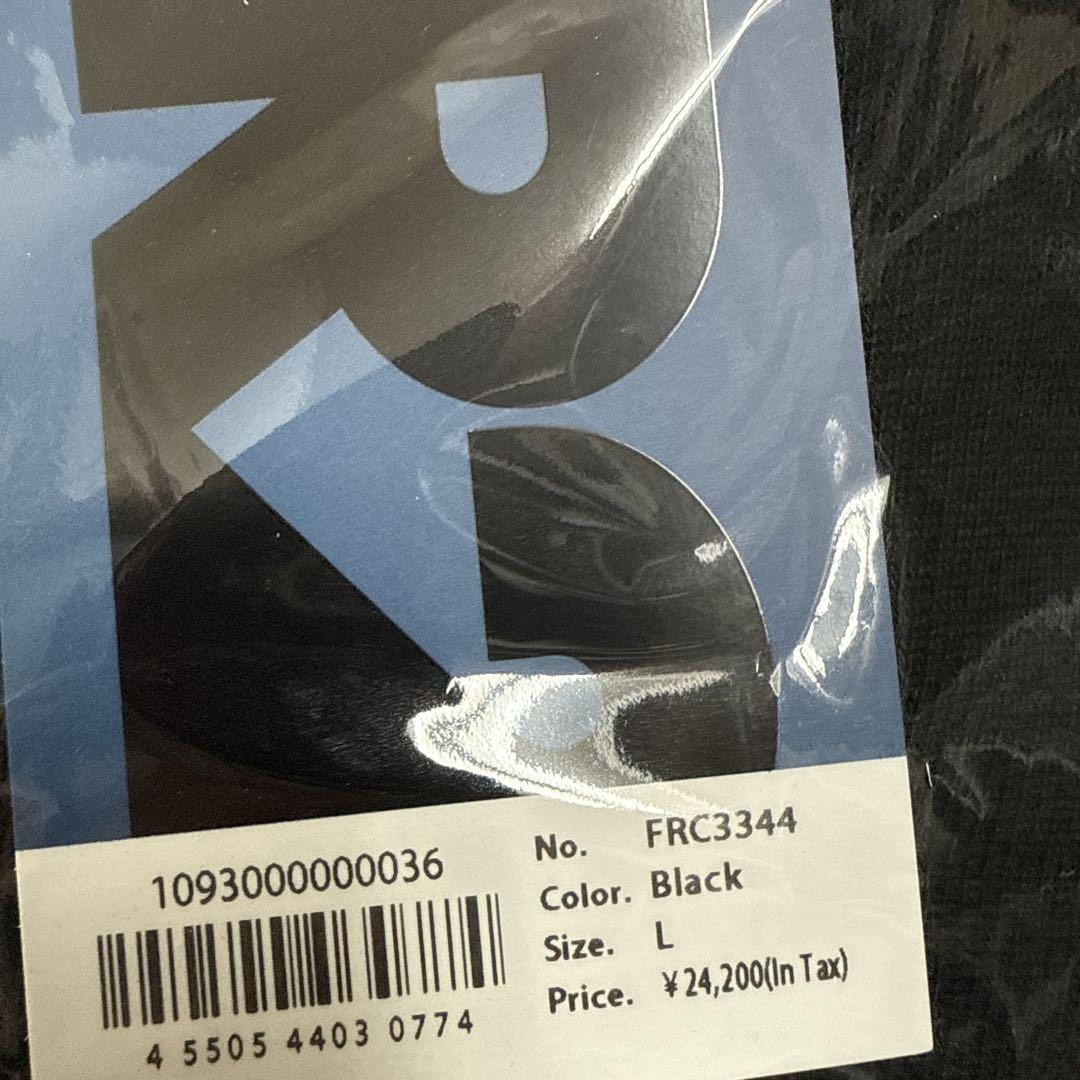 1093000000036
4 5505 4403 0774
No. FRC3344
Color. Black
Size. L
Price. ¥24,200(In Tax)